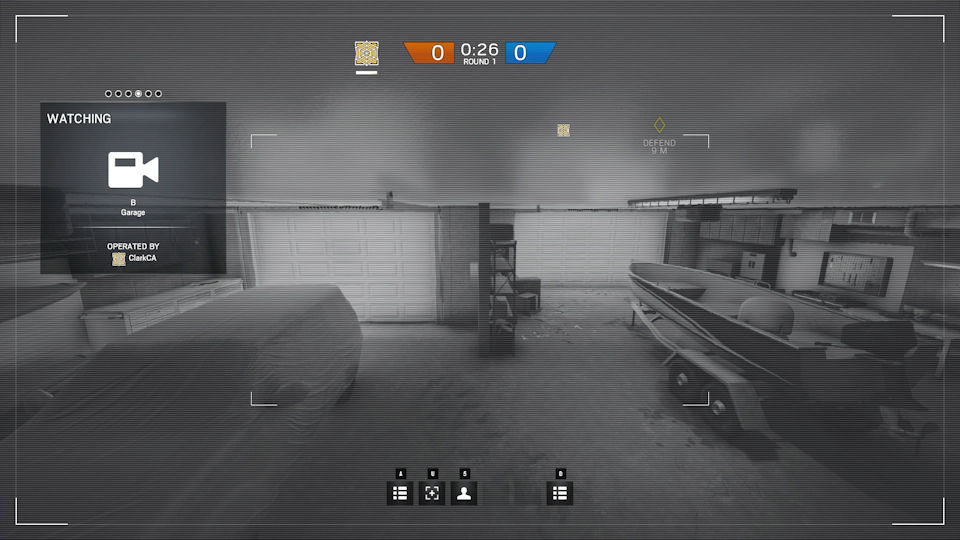 0 0:26 0
ROUND 1
WATCHING
DEFEND
9 M
B
Garage
OPERATED BY
ClarkCA
A U S B